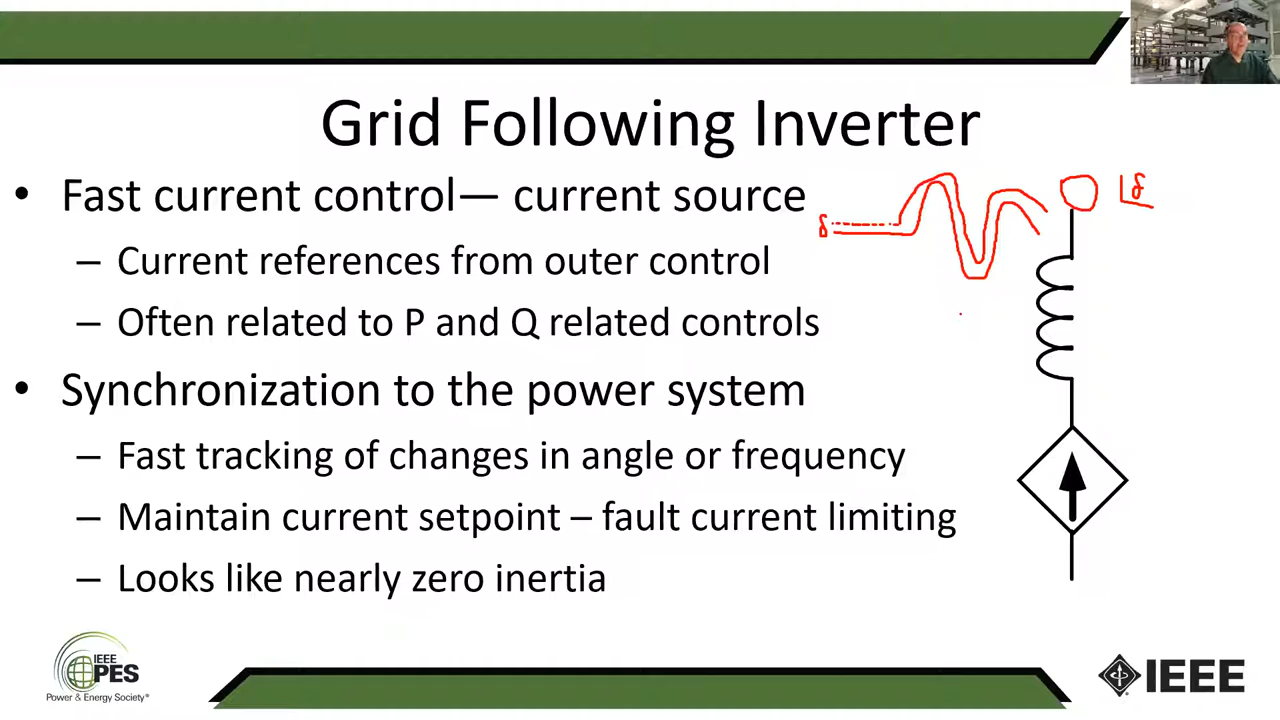 Grid Following Inverter
• Fast current control— current source
– Current references from outer control
– Often related to P and Q related controls
• Synchronization to the power system
– Fast tracking of changes in angle or frequency
– Maintain current setpoint – fault current limiting
– Looks like nearly zero inertia
δ
δ
IEEE
PES
Power & Energy Society®
IEEE